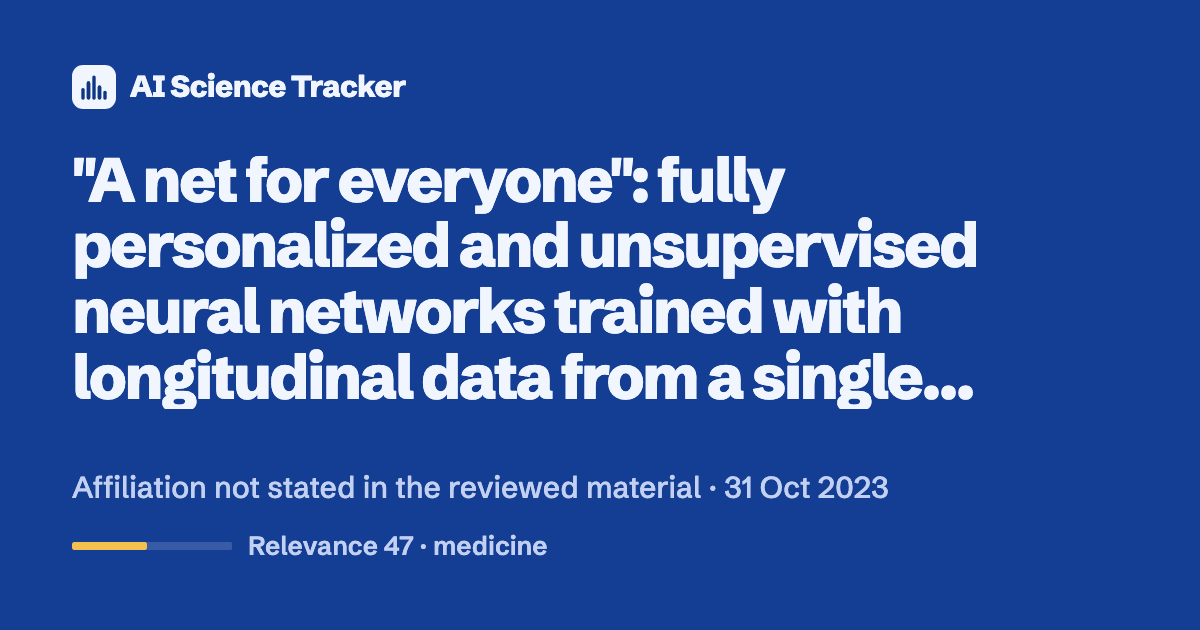 AI Science Tracker
"A net for everyone": fully
personalized and unsupervised
neural networks trained with
longitudinal data from a single...
Affiliation not stated in the reviewed material · 31 Oct 2023
Relevance 47 · medicine